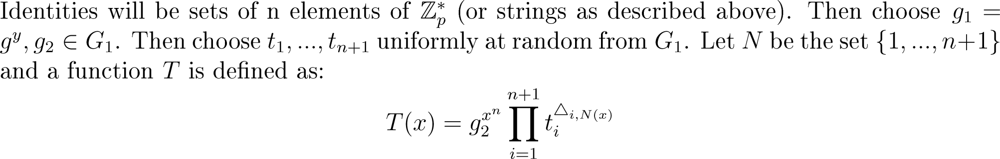 Identities will be sets of n elements of $\mathbb{Z}_p^*$ (or strings as described above). Then choose $g_1 =$
$g^y, g_2 \in G_1$. Then choose $t_1, ..., t_{n+1}$ uniformly at random from $G_1$. Let $N$ be the set $\{1, ..., n+1\}$
and a function $T$ is defined as:
$T(x) = g_2^{x^n} \prod_{i=1}^{n+1} t_i^{\triangle_{i,N(x)}}$